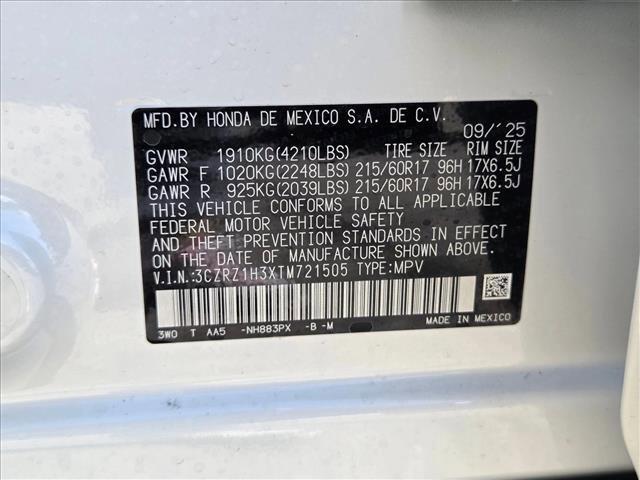 MFD.BY HONDA DE MEXICO S.A. DE C.V.
09/'25
GVWR 1910KG(4210LBS) TIRE SIZE RIM SIZE
GAWR F 1020KG(2248LBS) 215/60R17 96H 17X6.5J
GAWR R 925KG(2039LBS) 215/60R17 96H 17X6.5J
THIS VEHICLE CONFORMS TO ALL APPLICABLE
FEDERAL MOTOR VEHICLE SAFETY
AND THEFT PREVENTION STANDARDS IN EFFECT
ON THE DATE OF MANUFACTURE SHOWN ABOVE.
V.I.N.:3CZRZ1H3XTM721505 TYPE:MPV
3W0 T AA5 -NH883PX -B -M
MADE IN MEXICO